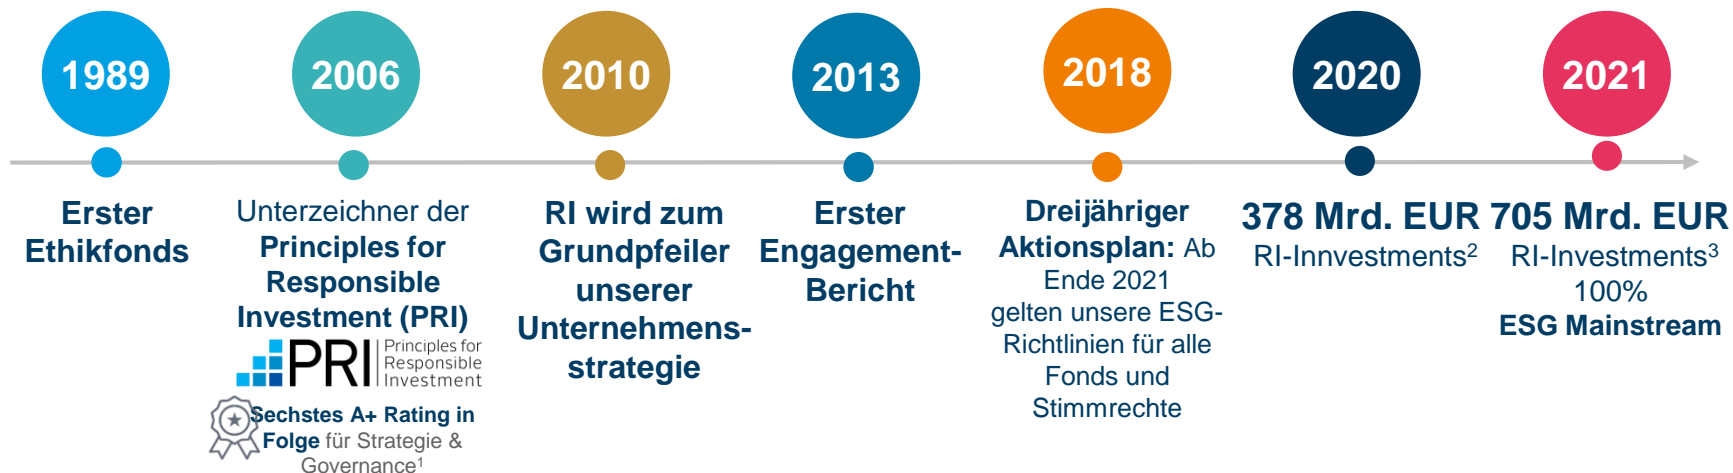 1989
2006
2010
2013
2018
2020
2021
Erster
Ethikfonds
Unterzeichner der
Principles for
Responsible
Investment (PRI)
PRI
Principles for
Responsible
Investment
Sechstes A+ Rating in
Folge für Strategie &
Governance¹
RI wird zum
Grundpfeiler
unserer
Unternehmens-
strategie
Erster
Engagement-
Bericht
Dreijähriger
Aktionsplan: Ab
Ende 2021
gelten unsere ESG-
Richtlinien für alle
Fonds und
Stimmrechte
378 Mrd. EUR
RI-Innvestments²
705 Mrd. EUR
RI-Investments³
100%
ESG Mainstream